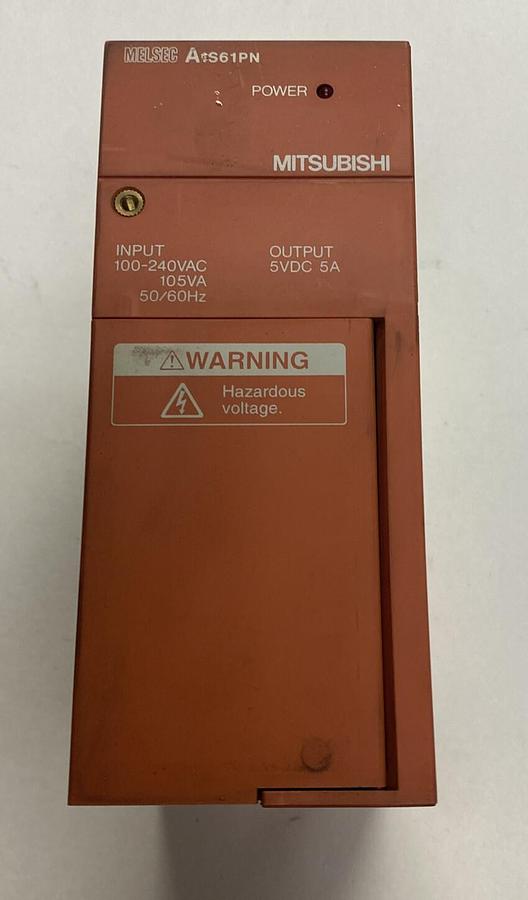 MELSEC A1S61PN
POWER
MITSUBISHI
INPUT
100-240VAC
105VA
50/60Hz
OUTPUT
5VDC 5A
WARNING
Hazardous
voltage.